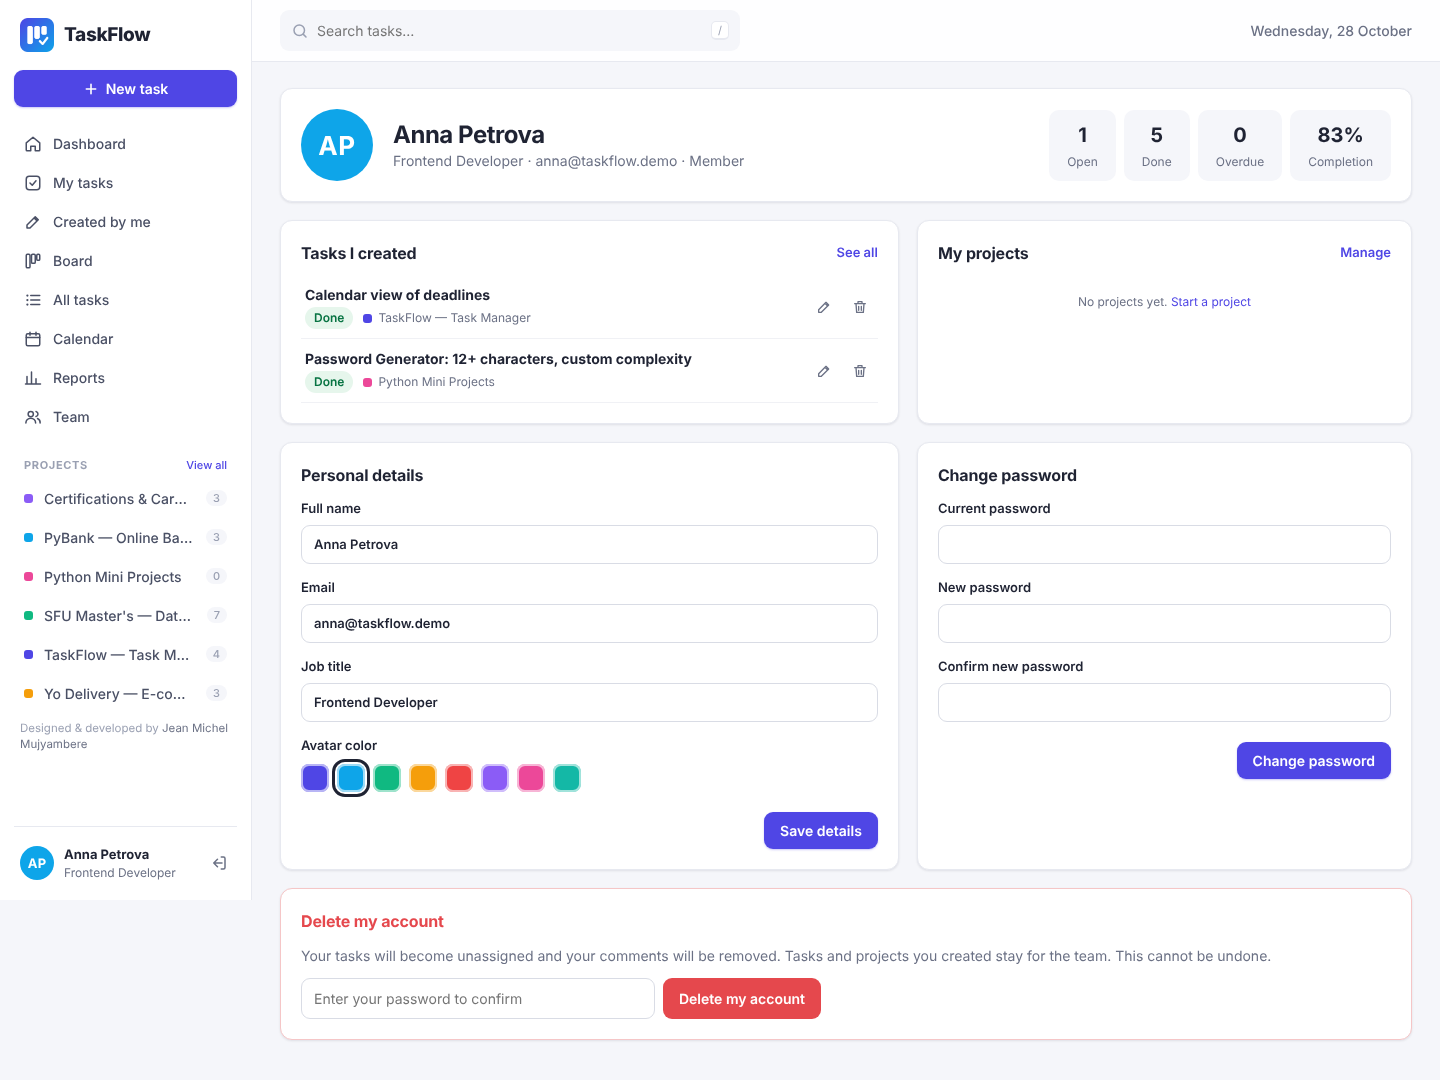 TaskFlow
New task
Dashboard
My tasks
Created by me
Board
All tasks
Calendar
Reports
Team
PROJECTS
View all
Certifications & Car...
3
PyBank — Online Ba...
3
Python Mini Projects
0
SFU Master's — Dat...
7
TaskFlow — Task M...
4
Yo Delivery — E-co...
3
Designed & developed by Jean Michel
Mujyambere
AP
Anna Petrova
Frontend Developer
Search tasks...
/
Wednesday, 28 October
AP
Anna Petrova
Frontend Developer · anna@taskflow.demo · Member
1
Open
5
Done
0
Overdue
83%
Completion
Tasks I created
See all
Calendar view of deadlines
Done
TaskFlow — Task Manager
Password Generator: 12+ characters, custom complexity
Done
Python Mini Projects
My projects
Manage
No projects yet. Start a project
Personal details
Full name
Anna Petrova
Email
anna@taskflow.demo
Job title
Frontend Developer
Avatar color
Save details
Change password
Current password
New password
Confirm new password
Change password
Delete my account
Your tasks will become unassigned and your comments will be removed. Tasks and projects you created stay for the team. This cannot be undone.
Enter your password to confirm
Delete my account